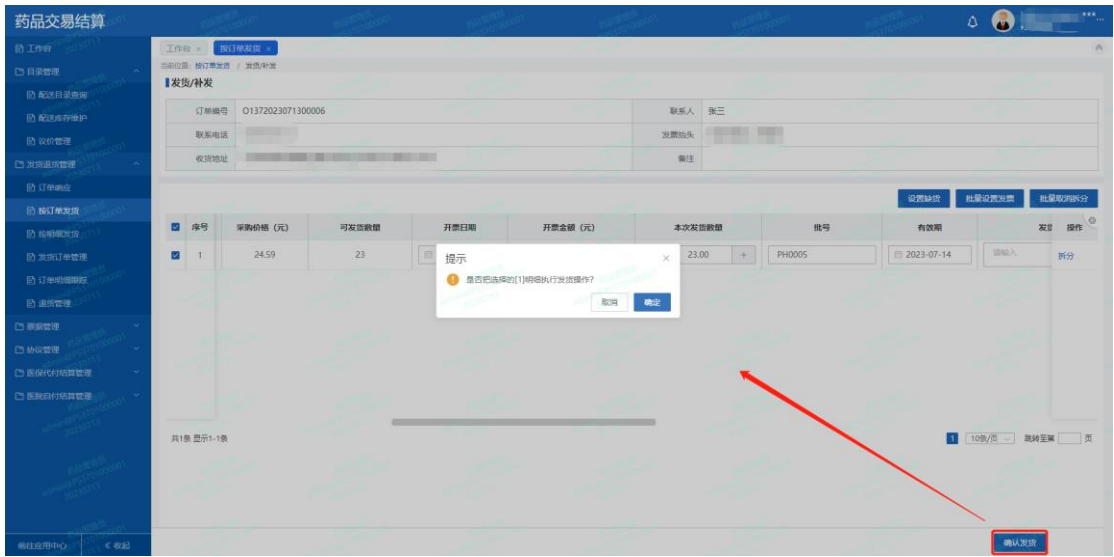 药品交易结算
***...
工作台
目录管理
配送目录查询
配送库存维护
议价管理
发货退货管理
订单响应
按订单发货
按明细发货
发货订单管理
订单明细跟踪
退货管理
票据管理
协议管理
医保代付结算管理
医院自付结算管理
前往应用中心
收起
工作台 ×
按订单发货 ×
当前位置: 按订单发货 / 发货/补发
发货/补发
订单编号 O1372023071300006 联系人 张三
联系电话 发票抬头
收货地址 备注
设置缺货 批量设置发票 批量取消拆分
序号 采购价格 (元) 可发货数量 开票日期 开票金额 (元) 本次发货数量 批号 有效期 发货 操作
1 24.59 23 23.00 + PH0005 2023-07-14 请输入 拆分
提示 ×
是否把选择的[1]明细执行发货操作?
取消 确定
共1条 显示1-1条
1 10条/页 跳转至第 页
确认发货